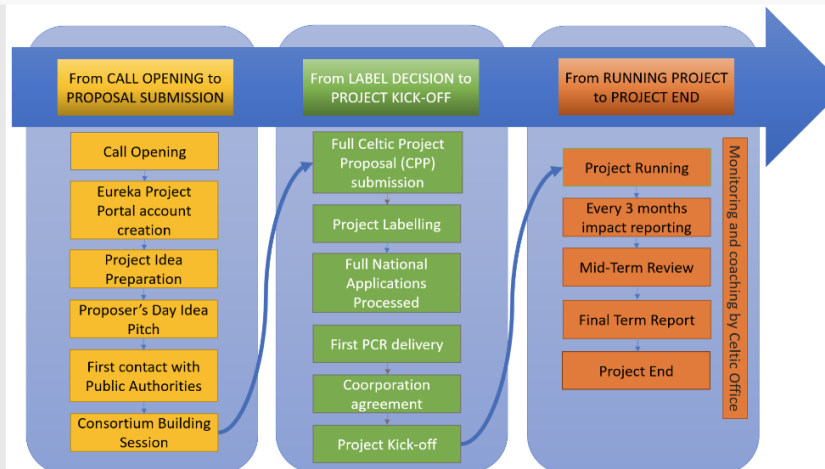 From CALL OPENING to
PROPOSAL SUBMISSION
Call Opening
Eureka Project
Portal account
creation
Project Idea
Preparation
Proposer's Day Idea
Pitch
First contact with
Public Authorities
Consortium Building
Session
From LABEL DECISION to
PROJECT KICK-OFF
Full Celtic Project
Proposal (CPP)
submission
Project Labelling
Full National
Applications
Processed
First PCR delivery
Coorporation
agreement
Project Kick-off
From RUNNING PROJECT
to PROJECT END
Project Running
Every 3 months
impact reporting
Mid-Term Review
Final Term Report
Project End
Monitoring and coaching by Celtic Office